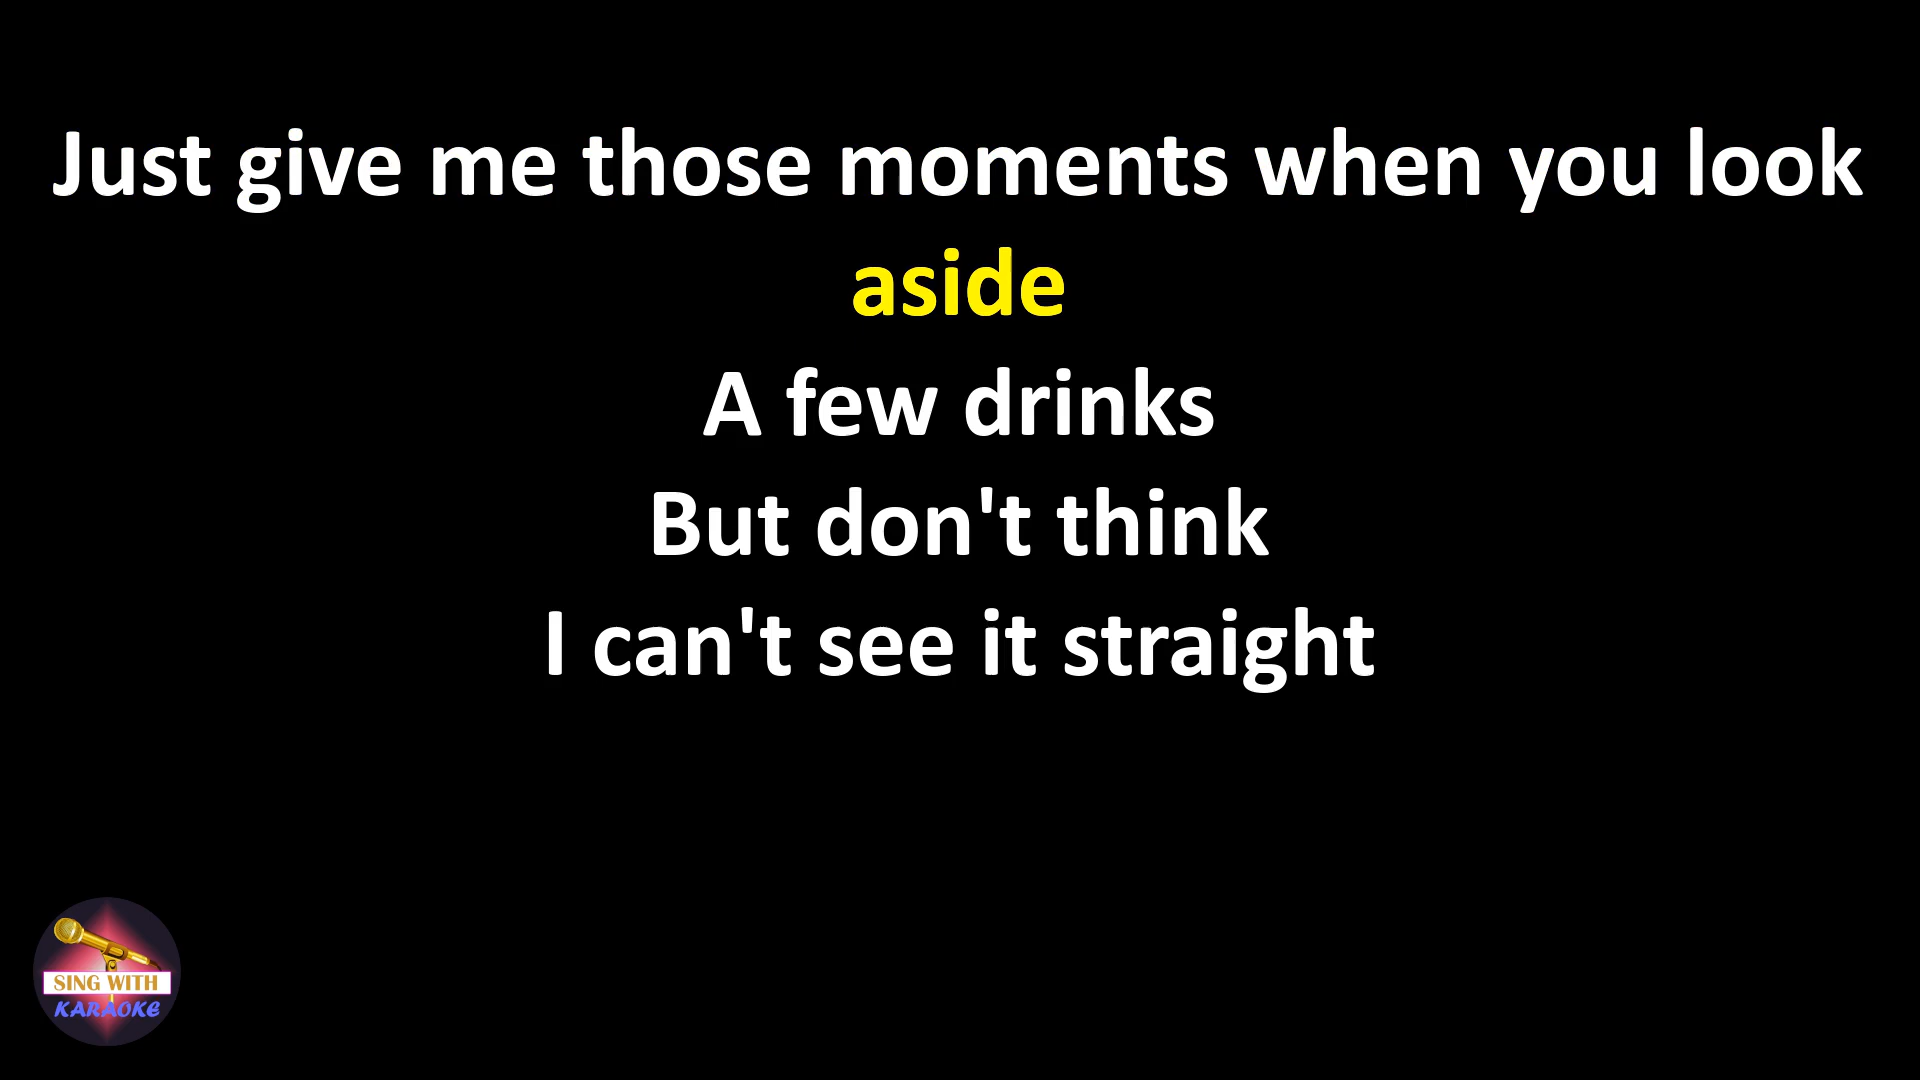 Just give me those moments when you look
aside
A few drinks
But don't think
I can't see it straight
SING WITH
KARAOKE